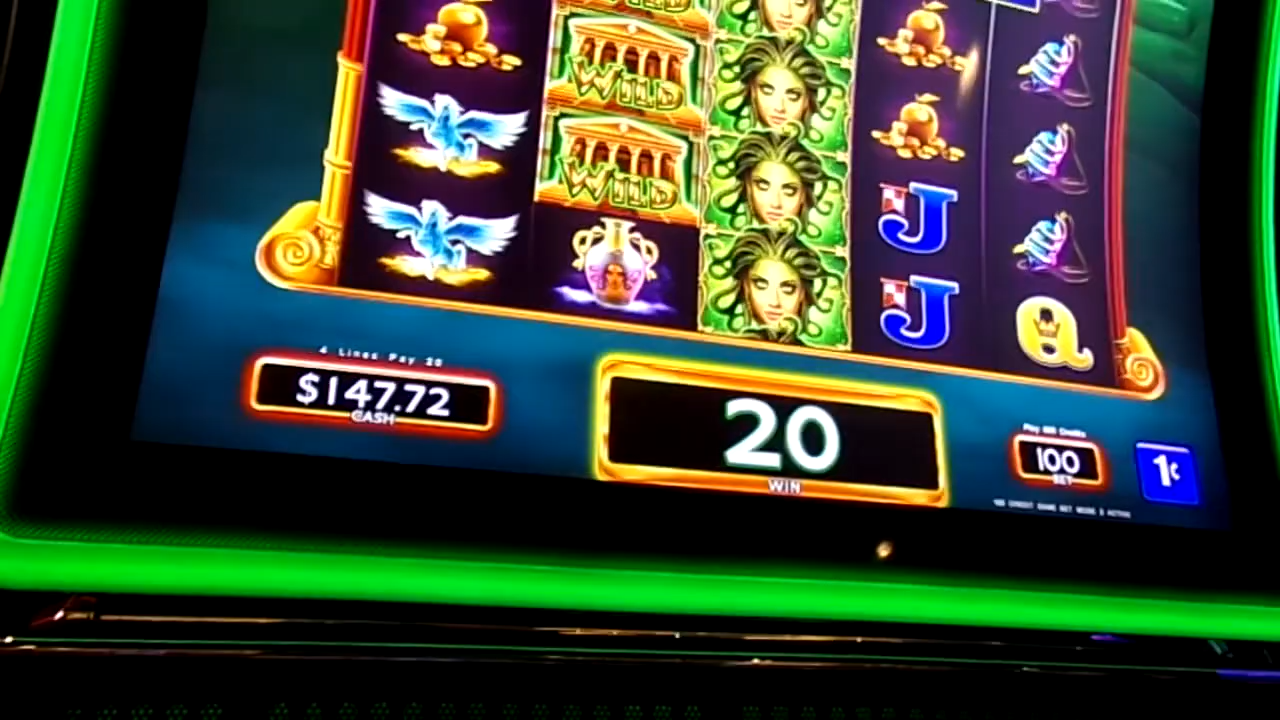 WILD
WILD
J
J
Q
4 Lines Pay 20
$147.72
CASH
20
WIN
100
BET
1¢